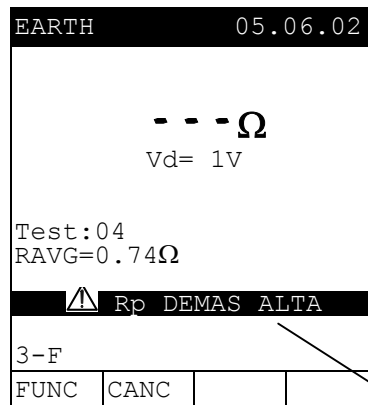 EARTH 05.06.02
- - -Ω
Vd= 1V
Test:04
RAVG=0.74Ω
Rp DEMAS ALTA
3-F
FUNC CANC